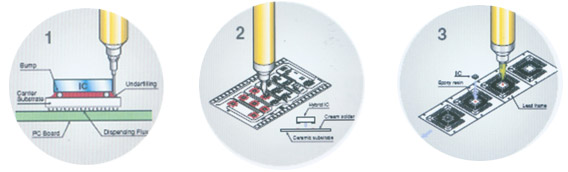 1
Bump
IC
Underfilling
Carrier
Substrate
PC Board
Dispensing Flux
2
Hybrid IC
Cream solder
Ceramic substrate
3
IC
Epoxy resin
Lead frame